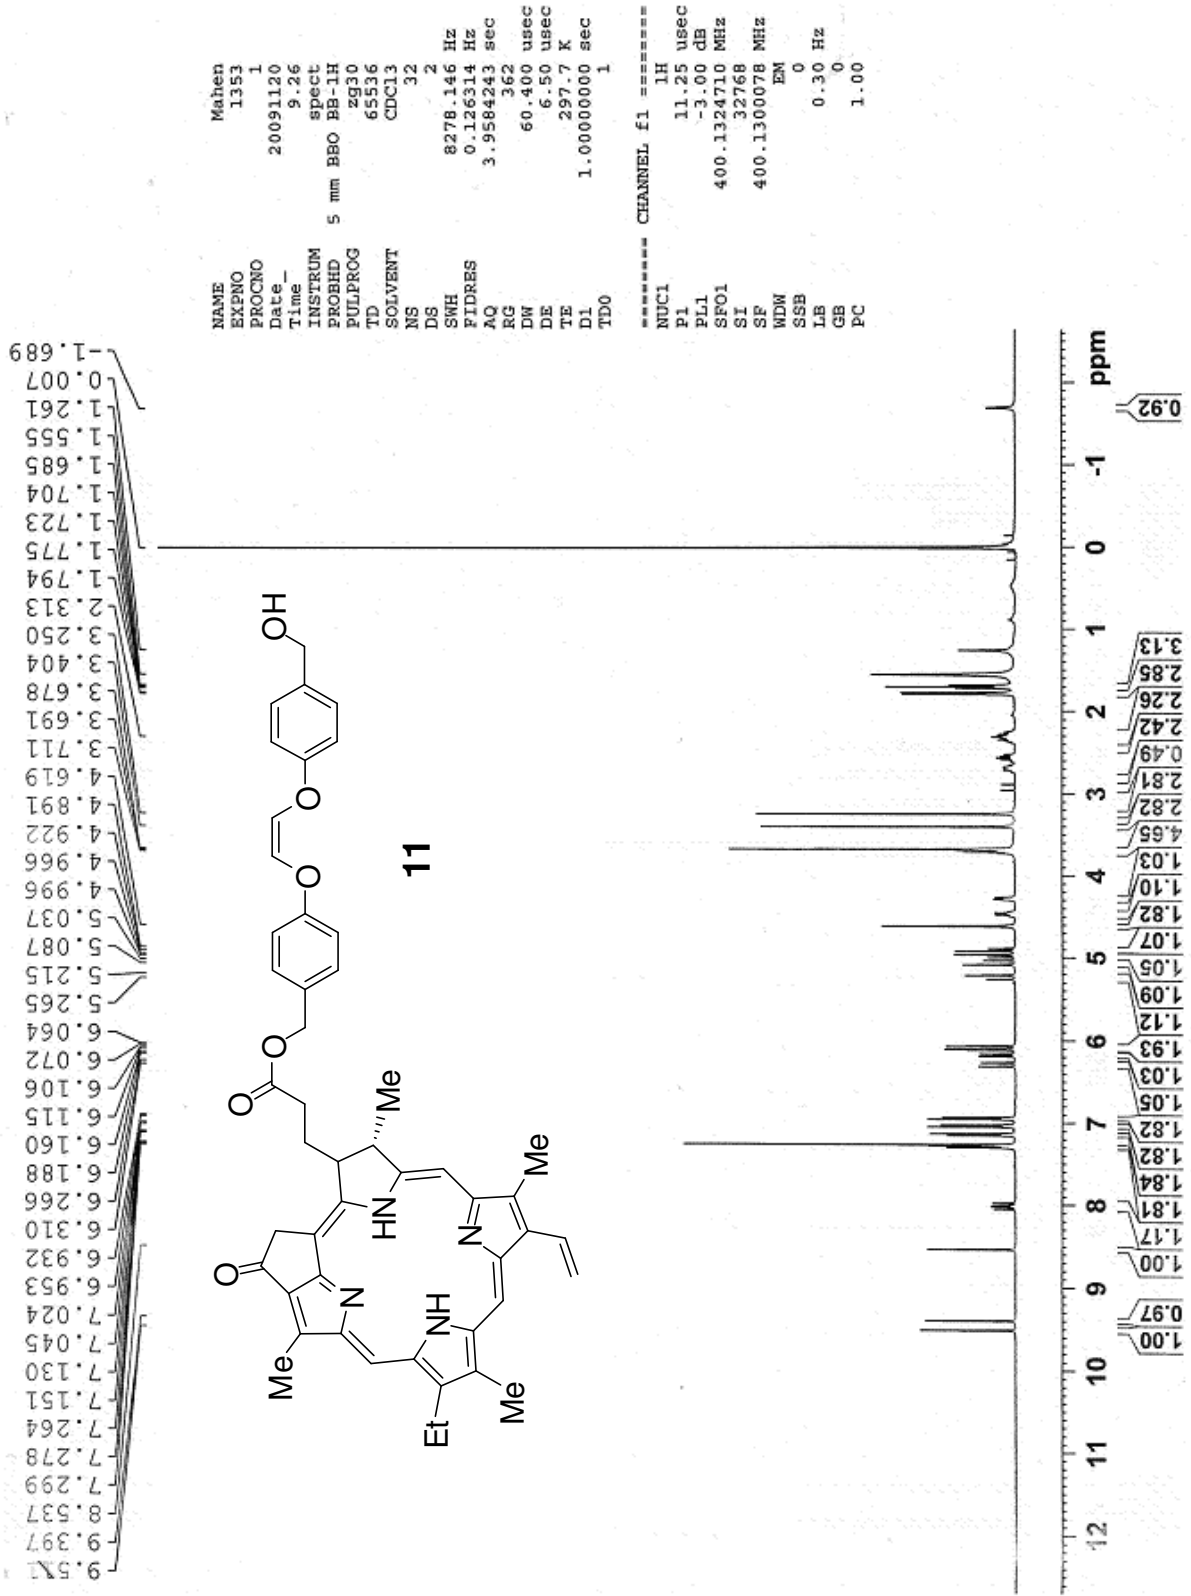 9.511
9.397
8.537
7.299
7.278
7.264
7.151
7.130
7.045
7.024
6.953
6.932
6.310
6.266
6.188
6.160
6.115
6.106
6.072
6.064
5.265
5.215
5.087
5.037
4.996
4.966
4.922
4.891
4.619
3.711
3.691
3.678
3.404
3.250
2.313
1.794
1.775
1.723
1.704
1.685
1.555
1.261
0.007
-1.689
NAME Mahen
EXPNO 1353
PROCNO 1
Date_ 20091120
Time 9.26
INSTRUM spect
PROBHD 5 mm BBO BB-1H
PULPROG zg30
TD 65536
SOLVENT CDCl3
NS 32
DS 2
SWH 8278.146 Hz
FIDRES 0.126314 Hz
AQ 3.9584243 sec
RG 362
DW 60.400 usec
DE 6.50 usec
TE 297.7 K
D1 1.00000000 sec
TD0 1
======== CHANNEL f1 ========
NUC1 1H
P1 11.25 usec
PL1 -3.00 dB
SFO1 400.1324710 MHz
SI 32768
SF 400.1300078 MHz
WDW EM
SSB 0
LB 0.30 Hz
GB 0
PC 1.00
O
O
O
O
OH
Me
Me
Me
Me
Et
O
N
HN
N
NH
11
12 11 10 9 8 7 6 5 4 3 2 1 0 -1 ppm
1.00
0.97
1.00
1.17
1.81
1.84
1.82
1.82
1.05
1.03
1.93
1.12
1.09
1.05
1.07
1.82
1.10
1.03
4.65
2.82
2.81
0.49
2.42
2.26
2.85
3.13
0.92